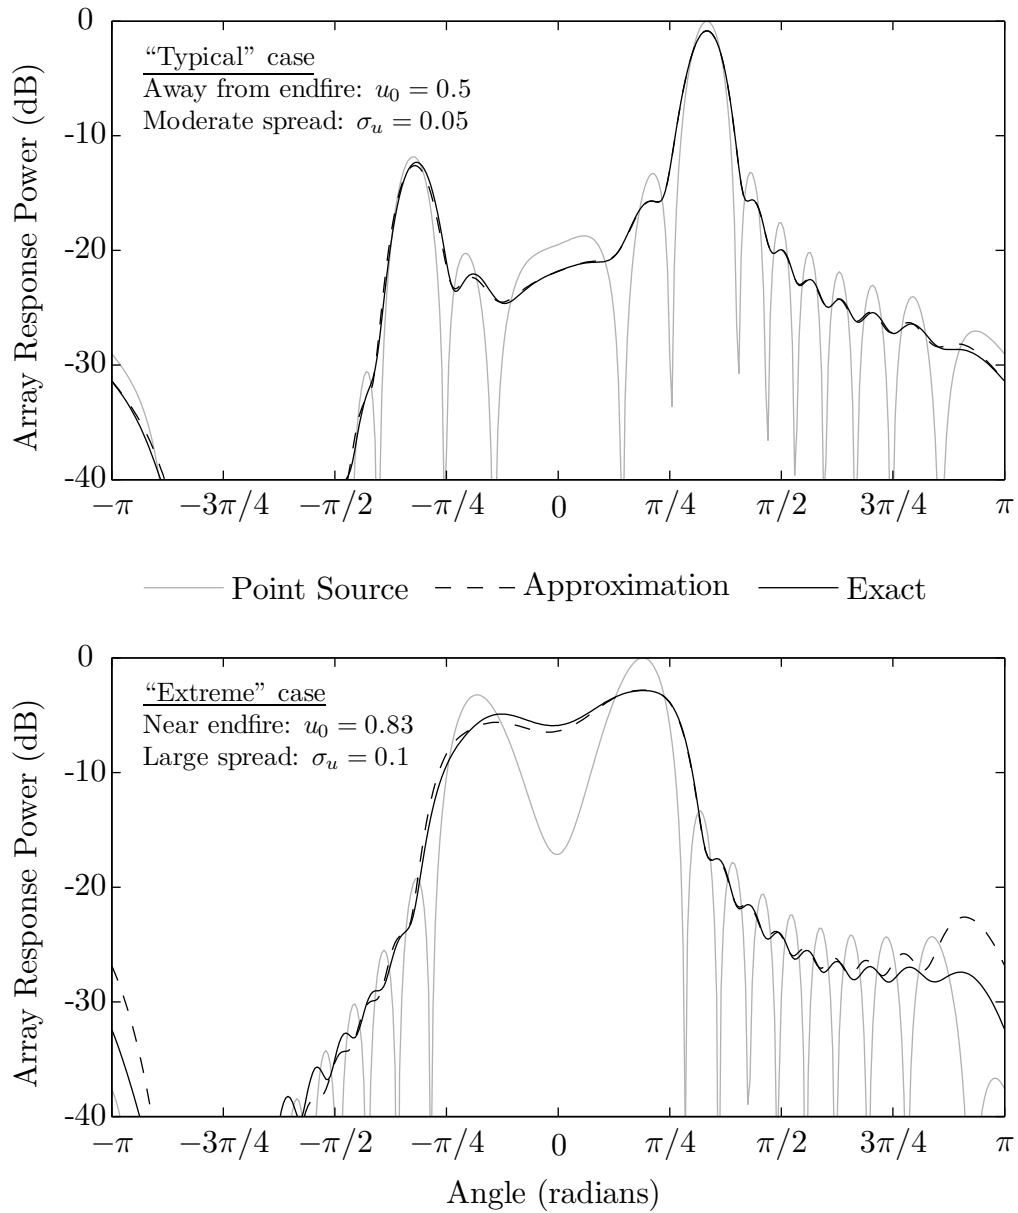 0
-10
-20
-30
-40
Array Response Power (dB)
“Typical” case
Away from endfire: u₀ = 0.5
Moderate spread: σᵤ = 0.05
−π −3π/4 −π/2 −π/4 0 π/4 π/2 3π/4 π
Point Source Approximation Exact
0
-10
-20
-30
-40
Array Response Power (dB)
“Extreme” case
Near endfire: u₀ = 0.83
Large spread: σᵤ = 0.1
−π −3π/4 −π/2 −π/4 0 π/4 π/2 3π/4 π
Angle (radians)